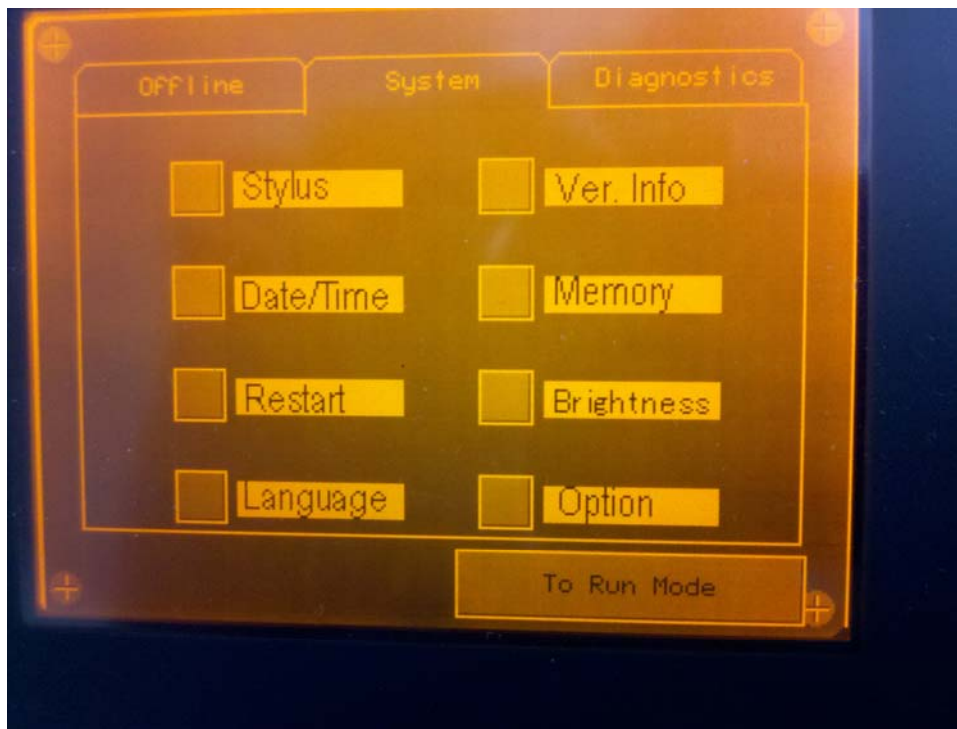 Offline System Diagnostics
Stylus Ver. Info
Date/Time Memory
Restart Brightness
Language Option
To Run Mode